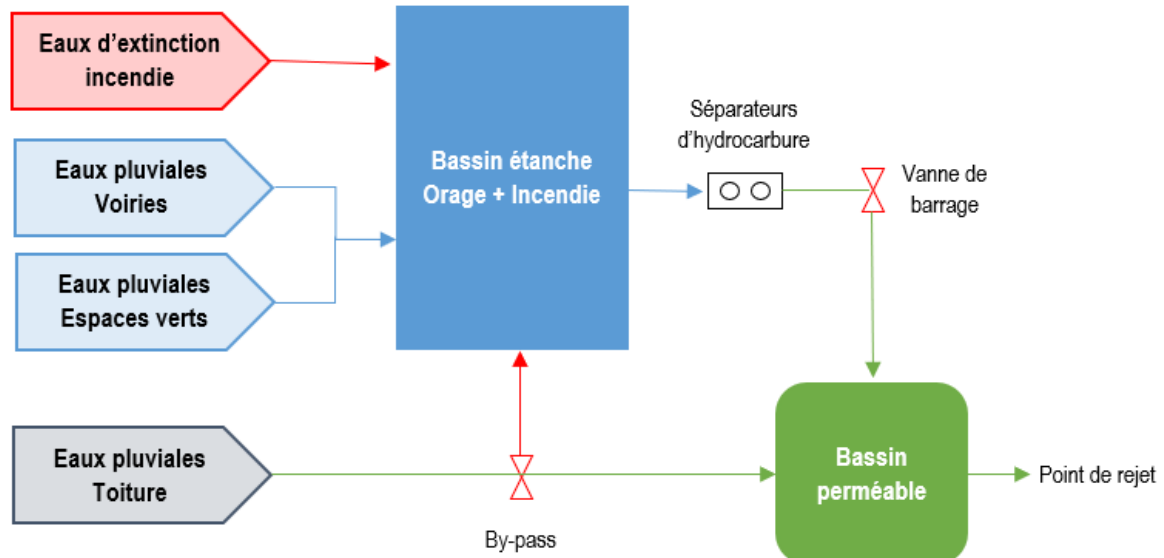 Eaux d'extinction
incendie
Eaux pluviales
Voiries
Eaux pluviales
Espaces verts
Bassin étanche
Orage + Incendie
Séparateurs
d'hydrocarbure
Vanne de
barrage
Eaux pluviales
Toiture
By-pass
Bassin
perméable
Point de rejet